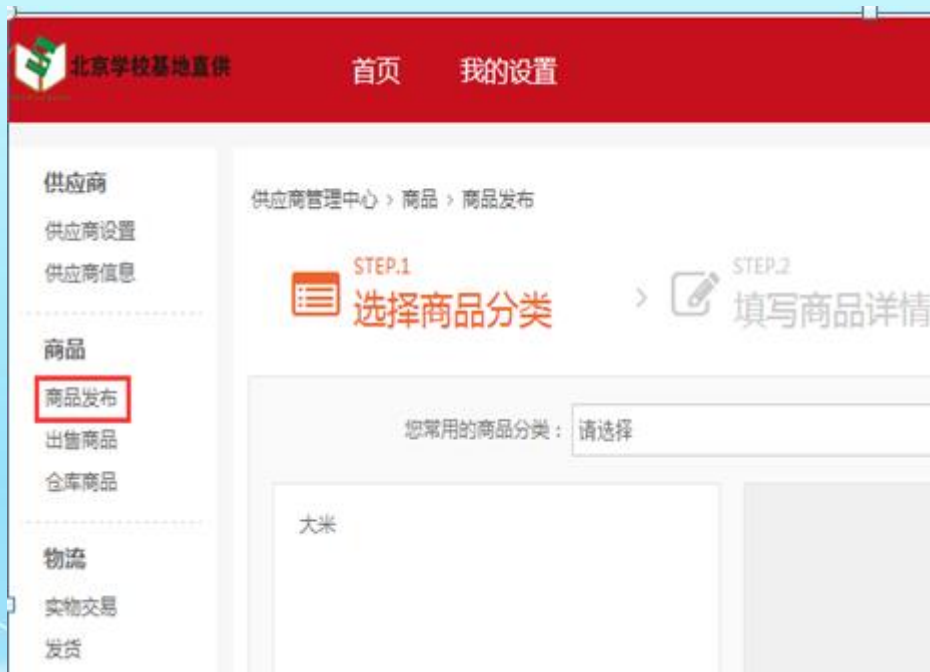 北京学校基地直供
首页 我的设置
供应商
供应商设置
供应商信息
商品
商品发布
出售商品
仓库商品
物流
实物交易
发货
供应商管理中心 > 商品 > 商品发布
STEP.1
选择商品分类
>
STEP.2
填写商品详情
您常用的商品分类： 请选择
大米